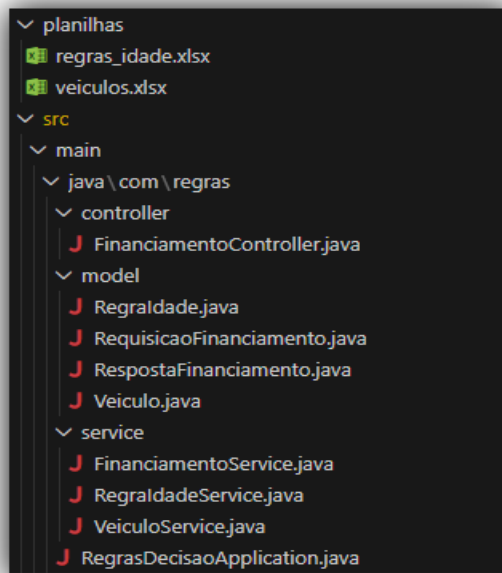 planilhas
regras_idade.xlsx
veiculos.xlsx
src
main
java\com\regras
controller
J FinanciamentoController.java
model
J RegraIdade.java
J RequisicaoFinanciamento.java
J RespostaFinanciamento.java
J Veiculo.java
service
J FinanciamentoService.java
J RegraIdadeService.java
J VeiculoService.java
J RegrasDecisaoApplication.java